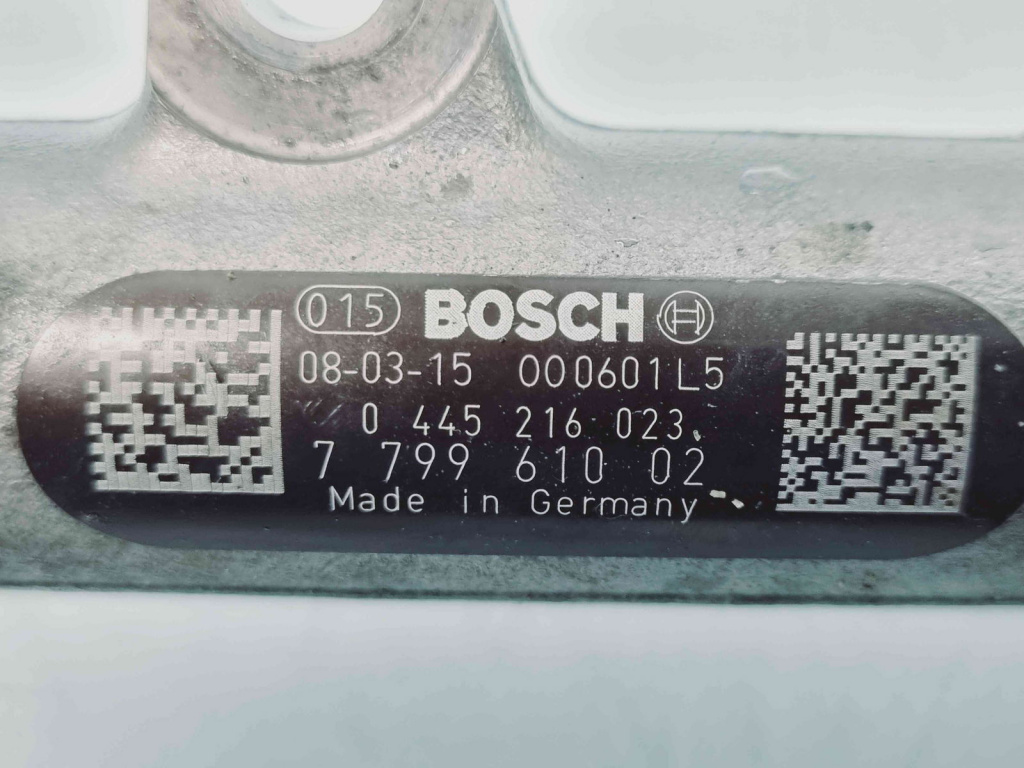 015 BOSCH
08-03-15 000601L5
0 445 216 023.
7 799 610 02
Made in Germany